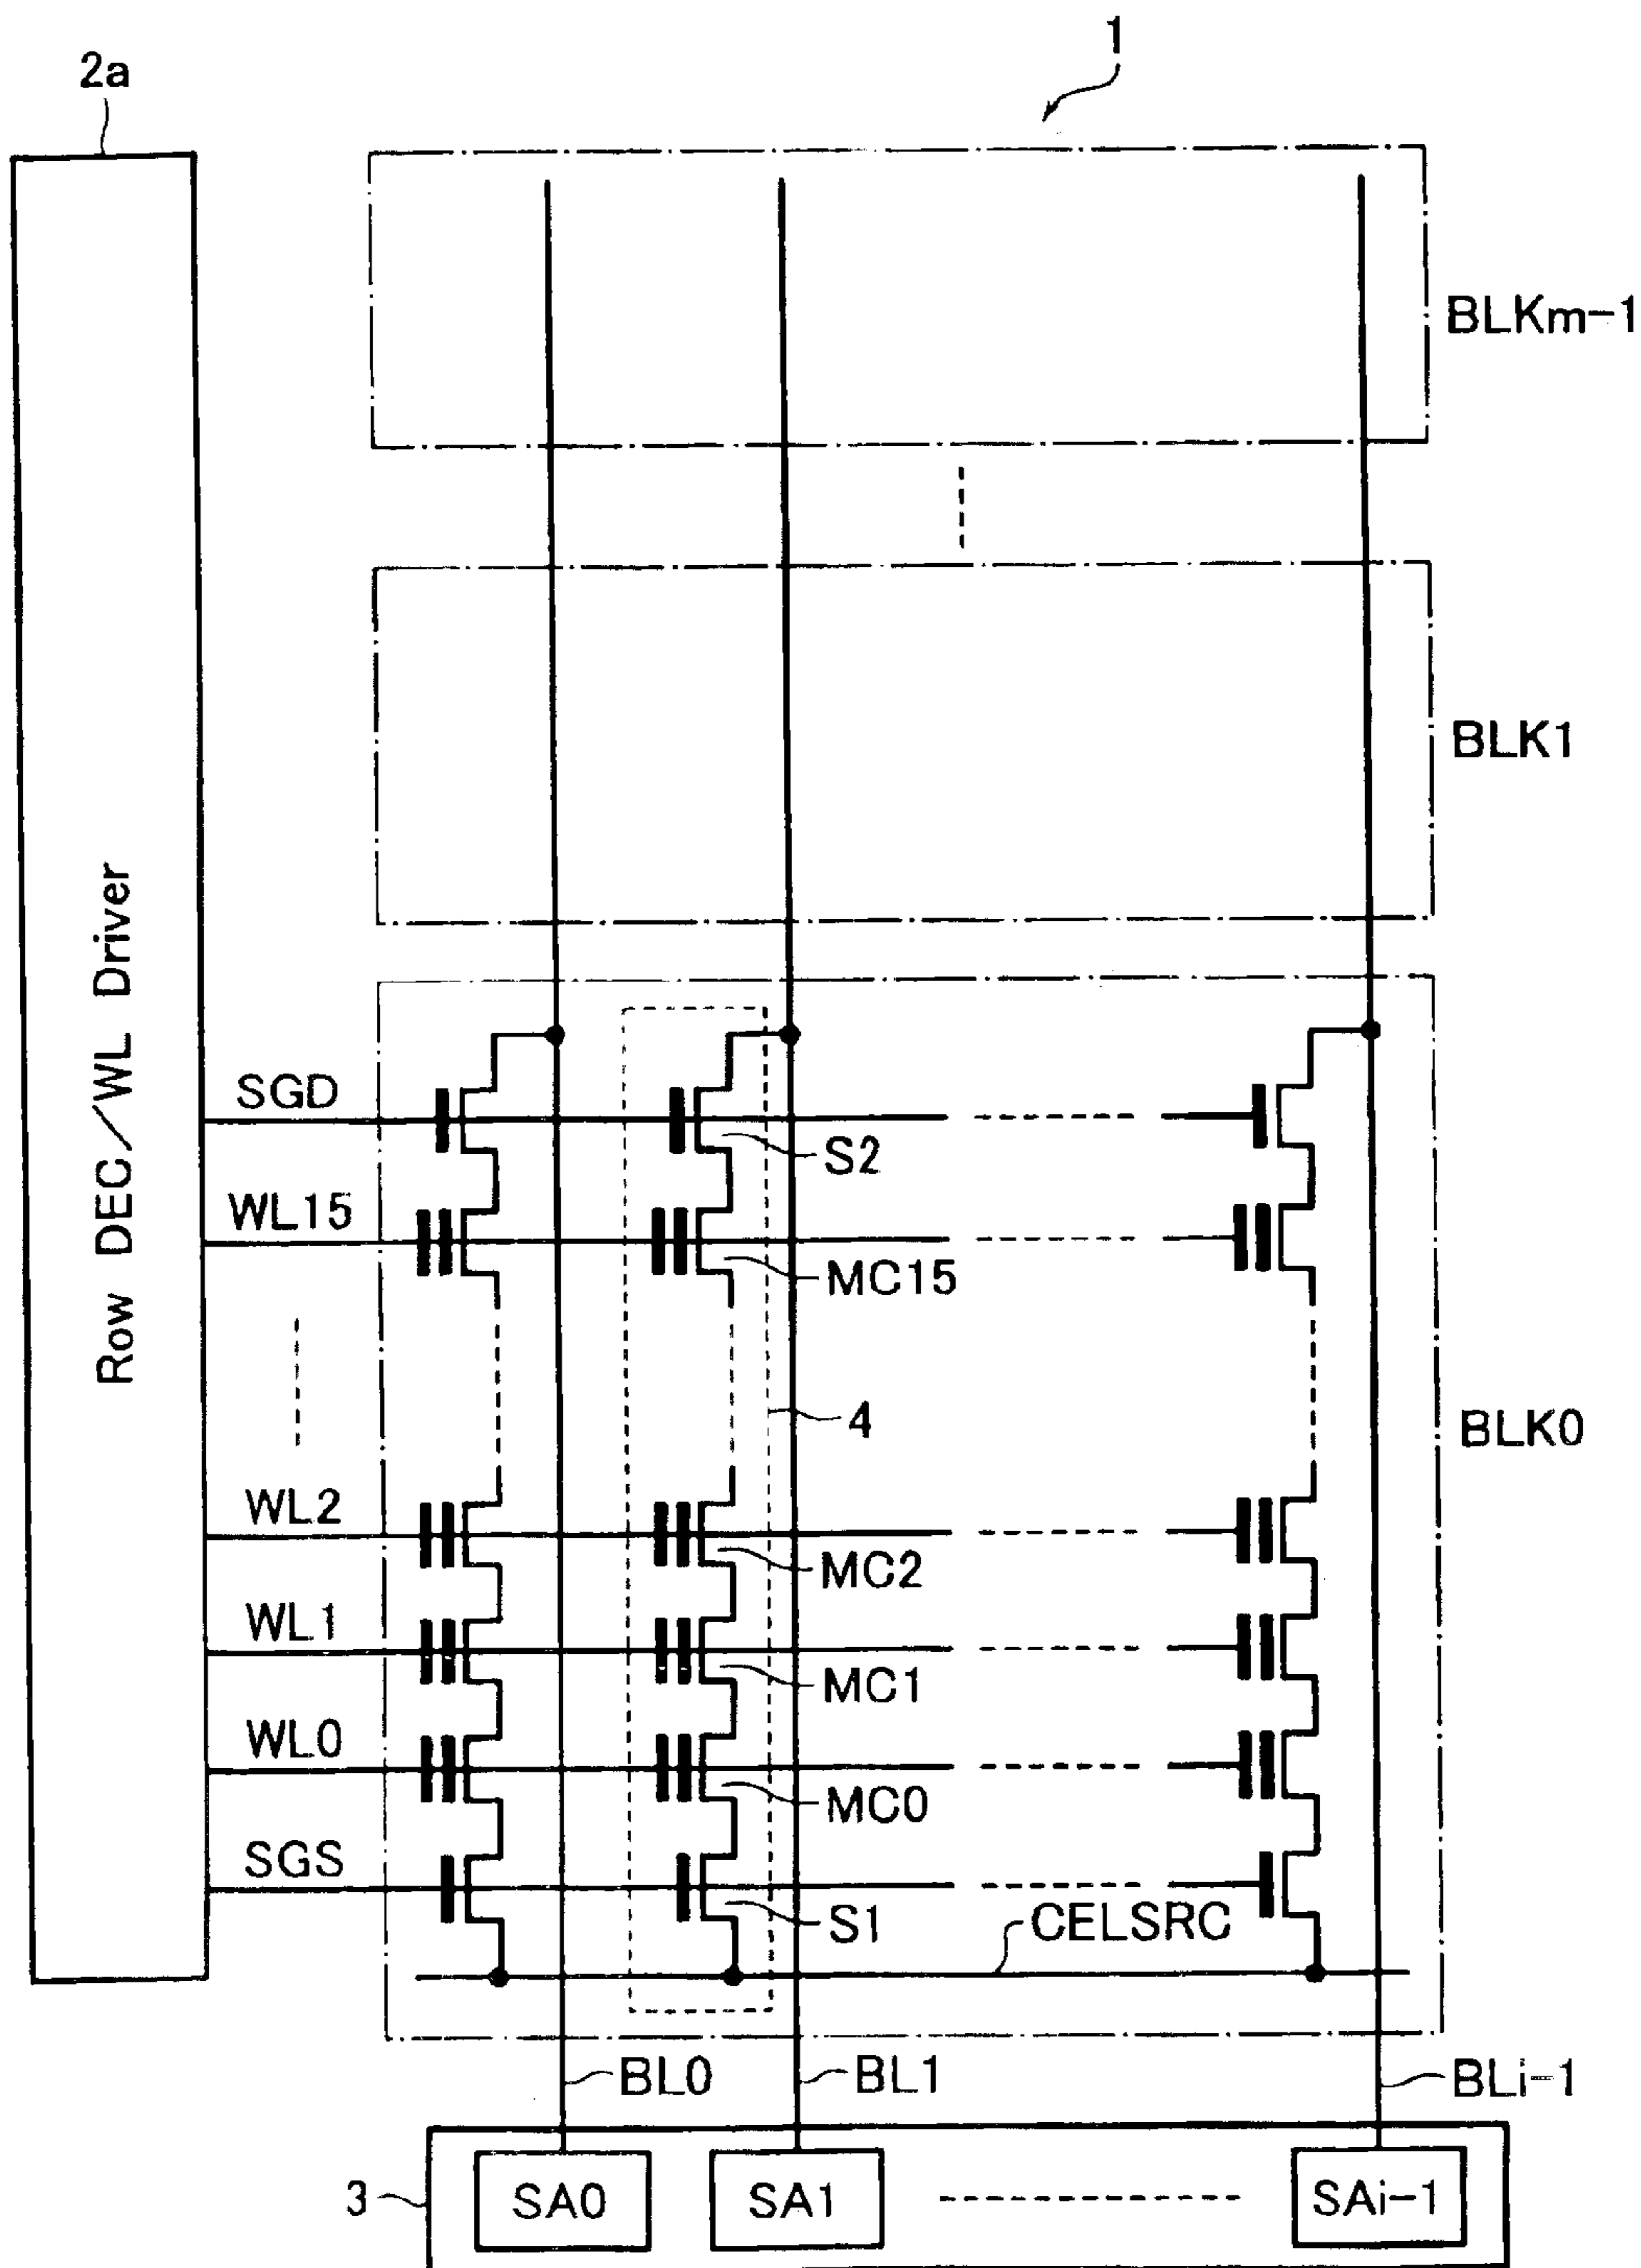 1
2a
BLKm-1
BLK1
Row DEC/WL Driver
SGD
S2
WL15
MC15
4
BLK0
WL2
MC2
WL1
MC1
WL0
MC0
SGS
S1
CELSRC
BL0
BL1
BLi-1
3
SA0
SA1
SAi-1